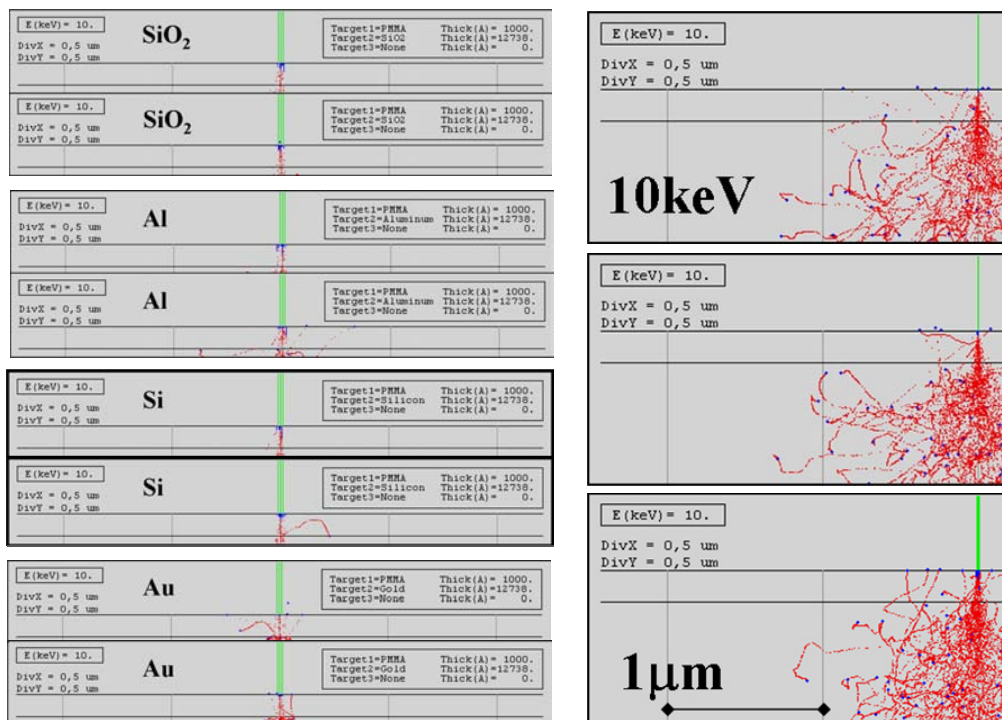 E(keV)= 10.
DivX = 0,5 um
DivY = 0,5 um
SiO2
Target1=PMMA Thick(A)= 1000.
Target2=SiO2 Thick(A)=12738.
Target3=None Thick(A)= 0.
E(keV)= 10.
DivX = 0,5 um
DivY = 0,5 um
SiO2
Target1=PMMA Thick(A)= 1000.
Target2=SiO2 Thick(A)=12738.
Target3=None Thick(A)= 0.
E(keV)= 10.
DivX = 0,5 um
DivY = 0,5 um
Al
Target1=PMMA Thick(A)= 1000.
Target2=Aluminum Thick(A)=12738.
Target3=None Thick(A)= 0.
E(keV)= 10.
DivX = 0,5 um
DivY = 0,5 um
Al
Target1=PMMA Thick(A)= 1000.
Target2=Aluminum Thick(A)=12738.
Target3=None Thick(A)= 0.
E(keV)= 10.
DivX = 0,5 um
DivY = 0,5 um
Si
Target1=PMMA Thick(A)= 1000.
Target2=Silicon Thick(A)=12738.
Target3=None Thick(A)= 0.
E(keV)= 10.
DivX = 0,5 um
DivY = 0,5 um
Si
Target1=PMMA Thick(A)= 1000.
Target2=Silicon Thick(A)=12738.
Target3=None Thick(A)= 0.
E(keV)= 10.
DivX = 0,5 um
DivY = 0,5 um
Au
Target1=PMMA Thick(A)= 1000.
Target2=Gold Thick(A)=12738.
Target3=None Thick(A)= 0.
E(keV)= 10.
DivX = 0,5 um
DivY = 0,5 um
Au
Target1=PMMA Thick(A)= 1000.
Target2=Gold Thick(A)=12738.
Target3=None Thick(A)= 0.
E(keV)= 10.
DivX = 0,5 um
DivY = 0,5 um
10keV
E(keV)= 10.
DivX = 0,5 um
DivY = 0,5 um
E(keV)= 10.
DivX = 0,5 um
DivY = 0,5 um
1μm